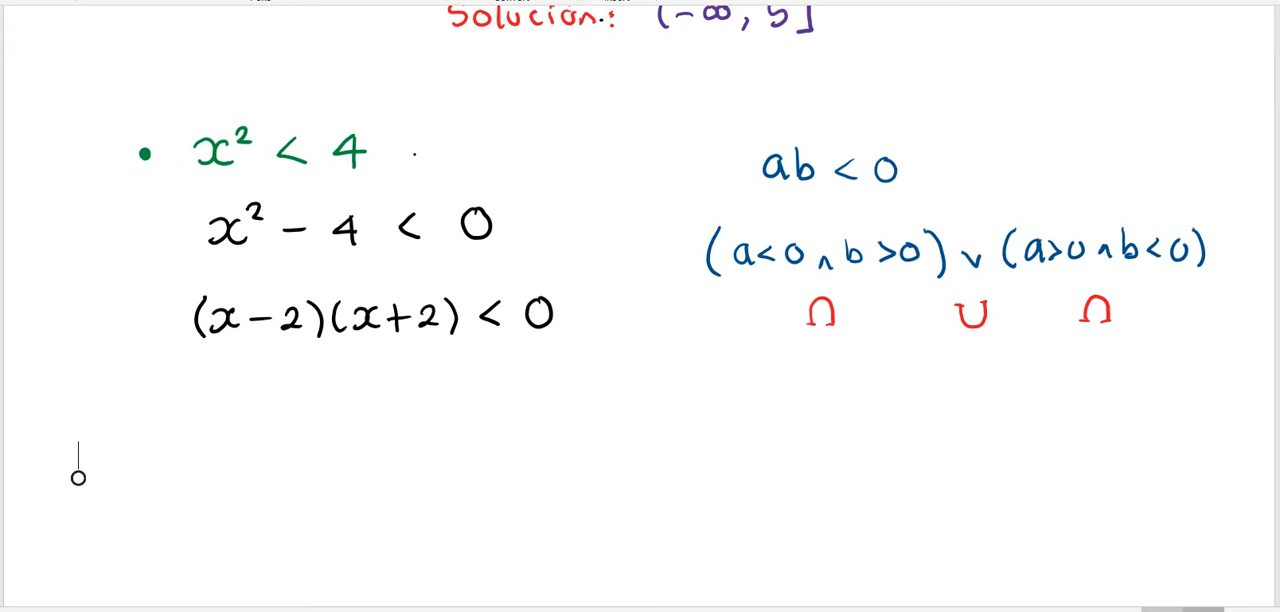 Solución: (-∞, 5]
• x² < 4
x² - 4 < 0
(x-2)(x+2) < 0
ab < 0
(a<0 ∧ b>0) ∨ (a>0 ∧ b<0)
∩ ∪ ∩